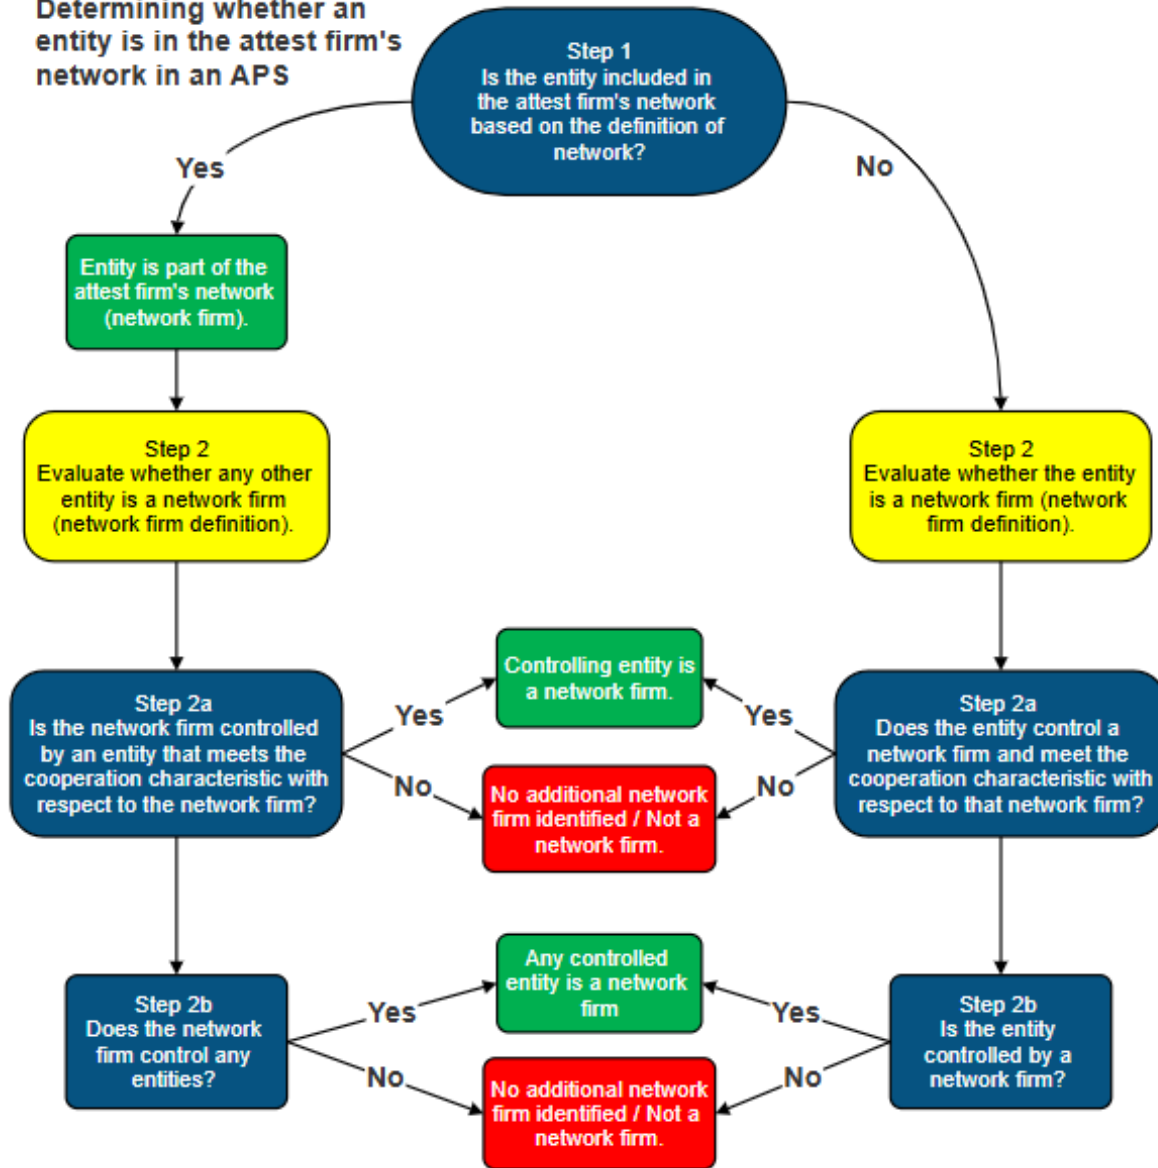 Determining whether an
entity is in the attest firm's
network in an APS
Step 1
Is the entity included in
the attest firm's network
based on the definition of
network?
Yes
No
Entity is part of the
attest firm's network
(network firm).
Step 2
Evaluate whether any other
entity is a network firm
(network firm definition).
Step 2
Evaluate whether the entity
is a network firm (network
firm definition).
Step 2a
Is the network firm controlled
by an entity that meets the
cooperation characteristic with
respect to the network firm?
Yes
No
Controlling entity is
a network firm.
No additional network
firm identified / Not a
network firm.
Yes
No
Step 2a
Does the entity control a
network firm and meet the
cooperation characteristic with
respect to that network firm?
Step 2b
Does the network
firm control any
entities?
Yes
No
Any controlled
entity is a network
firm
No additional network
firm identified / Not a
network firm.
Yes
No
Step 2b
Is the entity
controlled by a
network firm?